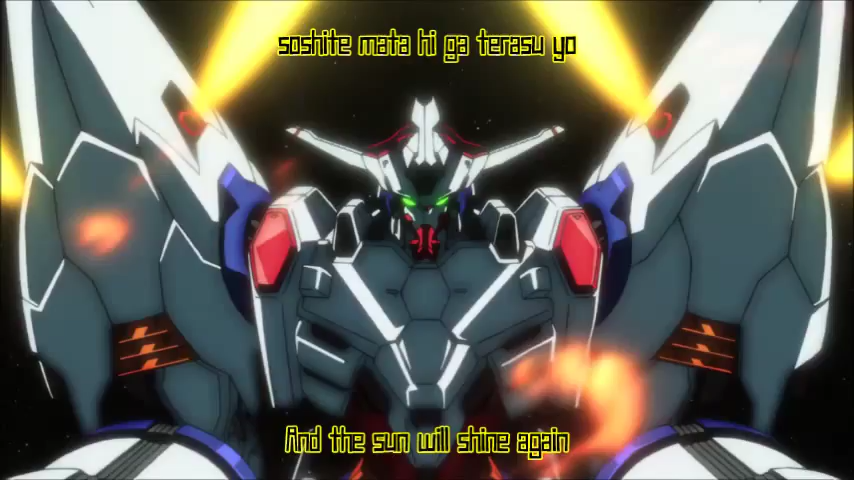 soshite mata hi ga terasu yo
And the sun will shine again